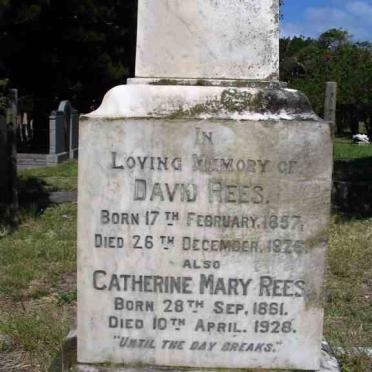 IN
LOVING MEMORY OF
DAVID REES.
BORN 17TH FEBRUARY. 1857.
DIED 26TH DECEMBER.
ALSO
CATHERINE MARY REES.
BORN 28TH SEP. 1861.
DIED 10TH APRIL. 1928.
"UNTIL THE DAY BREAKS."